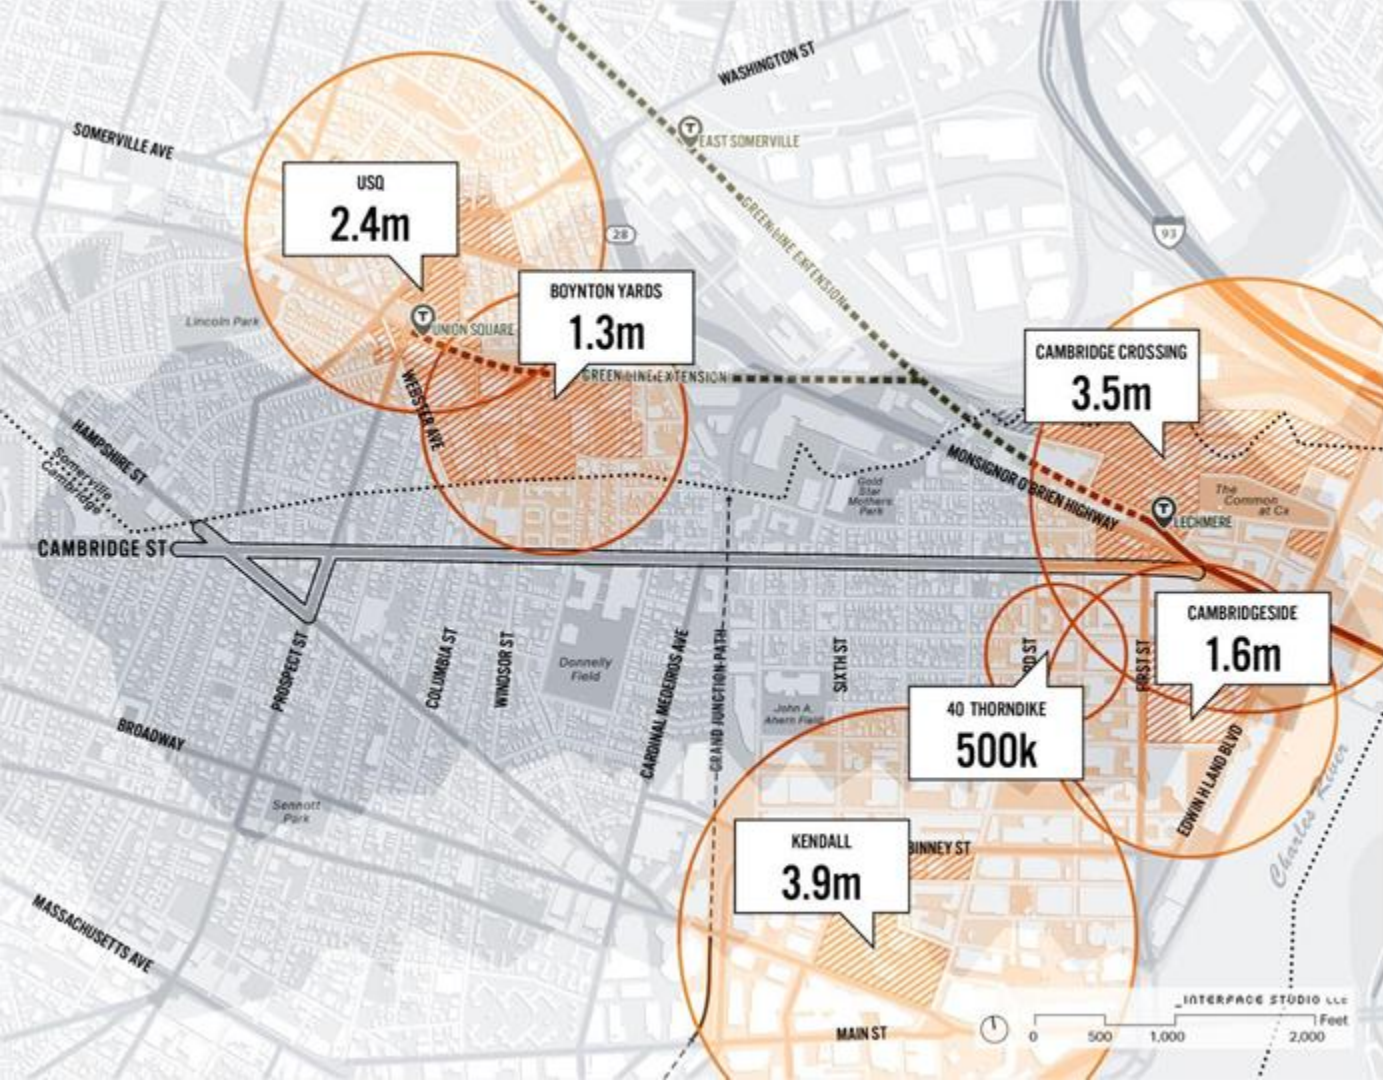 WASHINGTON ST
SOMERVILLE AVE
T
EAST SOMERVILLE
USQ
2.4m
28
93
GREEN LINE EXTENSION
BOYNTON YARDS
1.3m
Lincoln Park
T
UNION SQUARE
CAMBRIDGE CROSSING
3.5m
GREEN LINE EXTENSION
WEBSTER AVE
HAMPSHIRE ST
Somerville
Cambridge
MONSIGNOR O'BRIEN HIGHWAY
Gold
Star
Mothers
Park
The
Common
at Cx
T
LECHMERE
CAMBRIDGE ST
CAMBRIDGESIDE
1.6m
PROSPECT ST
COLUMBIA ST
WINDSOR ST
Donnelly
Field
CARDINAL MEDEIROS AVE
GRAND JUNCTION PATH
SIXTH ST
RD ST
FIRST ST
John A.
Ahern Field
40 THORNDIKE
500k
BROADWAY
EDWIN H LAND BLVD
Charles River
Sennott
Park
KENDALL
3.9m
BINNEY ST
MASSACHUSETTS AVE
MAIN ST
_INTERFACE STUDIO LLC
Feet
0 500 1,000 2,000